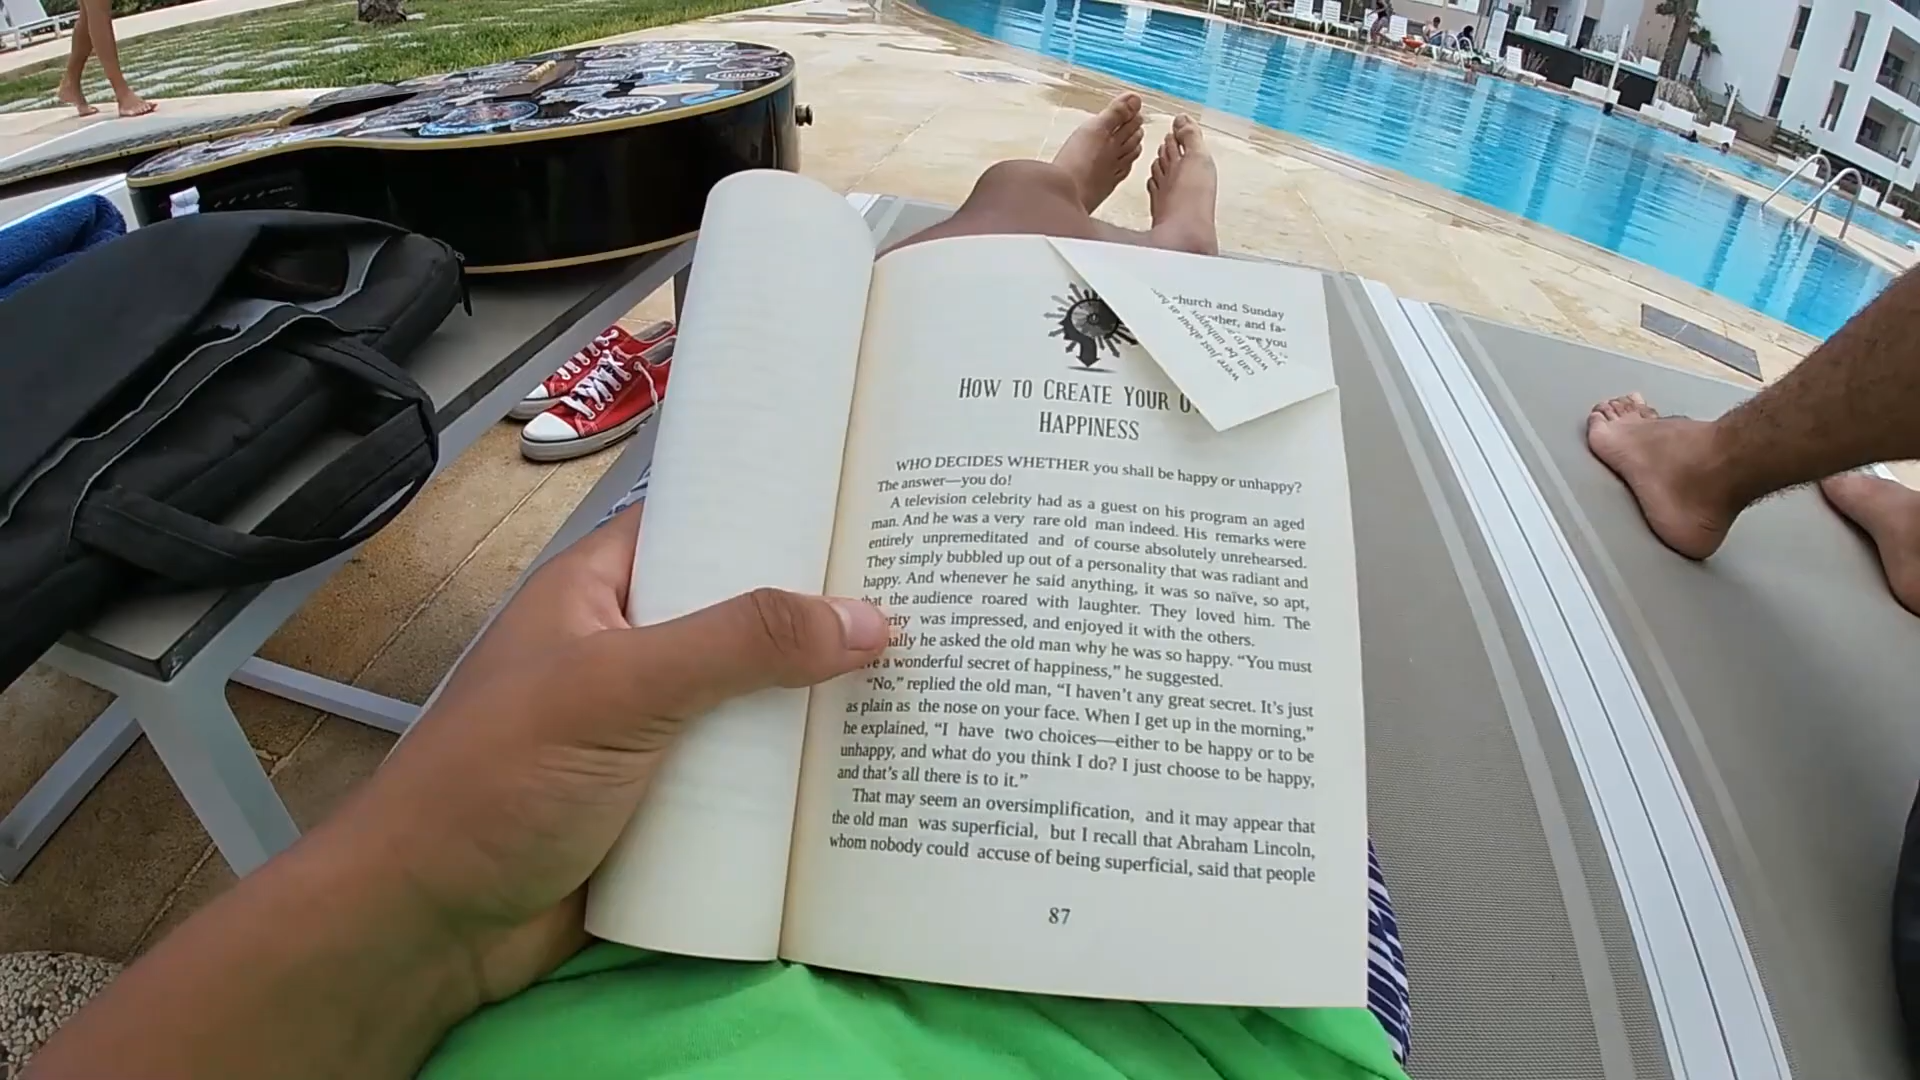 HOW TO CREATE YOUR
HAPPINESS
WHO DECIDES WHETHER you shall be happy or unhappy?
The answer—you do!
A television celebrity had as a guest on his program an aged
man. And he was a very rare old man indeed. His remarks were
entirely unpremeditated and of course absolutely unrehearsed.
They simply bubbled up out of a personality that was radiant and
happy. And whenever he said anything, it was so naïve, so apt,
the audience roared with laughter. They loved him. The
was impressed, and enjoyed it with the others.
he asked the old man why he was so happy. “You must
a wonderful secret of happiness,” he suggested.
“No,” replied the old man, “I haven’t any great secret. It’s just
as plain as the nose on your face. When I get up in the morning,”
he explained, “I have two choices—either to be happy or to be
unhappy, and what do you think I do? I just choose to be happy,
and that’s all there is to it.”
That may seem an oversimplification, and it may appear that
the old man was superficial, but I recall that Abraham Lincoln,
whom nobody could accuse of being superficial, said that people
87
and Sunday
and fa-
you
were just about as
can be unhappy
world to